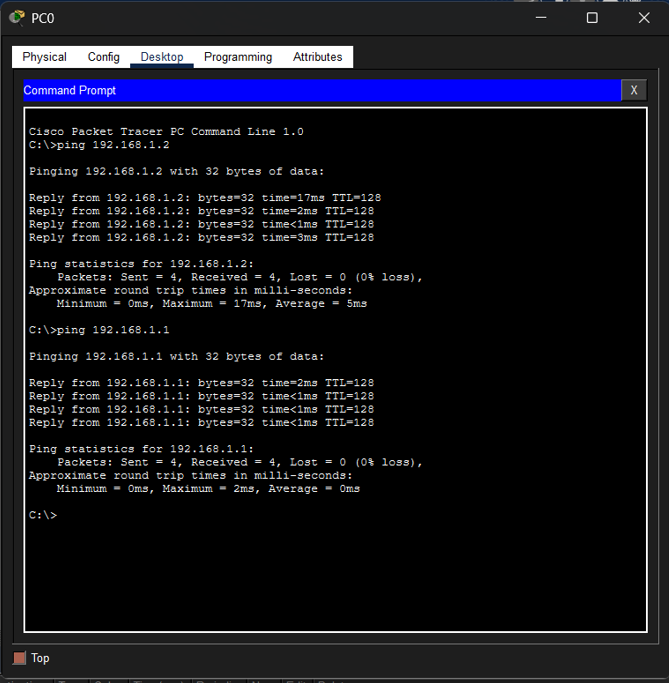 PC0
Physical Config Desktop Programming Attributes
Command Prompt X
Cisco Packet Tracer PC Command Line 1.0
C:\>ping 192.168.1.2
Pinging 192.168.1.2 with 32 bytes of data:
Reply from 192.168.1.2: bytes=32 time=17ms TTL=128
Reply from 192.168.1.2: bytes=32 time=2ms TTL=128
Reply from 192.168.1.2: bytes=32 time<1ms TTL=128
Reply from 192.168.1.2: bytes=32 time=3ms TTL=128
Ping statistics for 192.168.1.2:
Packets: Sent = 4, Received = 4, Lost = 0 (0% loss),
Approximate round trip times in milli-seconds:
Minimum = 0ms, Maximum = 17ms, Average = 5ms
C:\>ping 192.168.1.1
Pinging 192.168.1.1 with 32 bytes of data:
Reply from 192.168.1.1: bytes=32 time=2ms TTL=128
Reply from 192.168.1.1: bytes=32 time<1ms TTL=128
Reply from 192.168.1.1: bytes=32 time<1ms TTL=128
Reply from 192.168.1.1: bytes=32 time<1ms TTL=128
Ping statistics for 192.168.1.1:
Packets: Sent = 4, Received = 4, Lost = 0 (0% loss),
Approximate round trip times in milli-seconds:
Minimum = 0ms, Maximum = 2ms, Average = 0ms
C:\>
Top